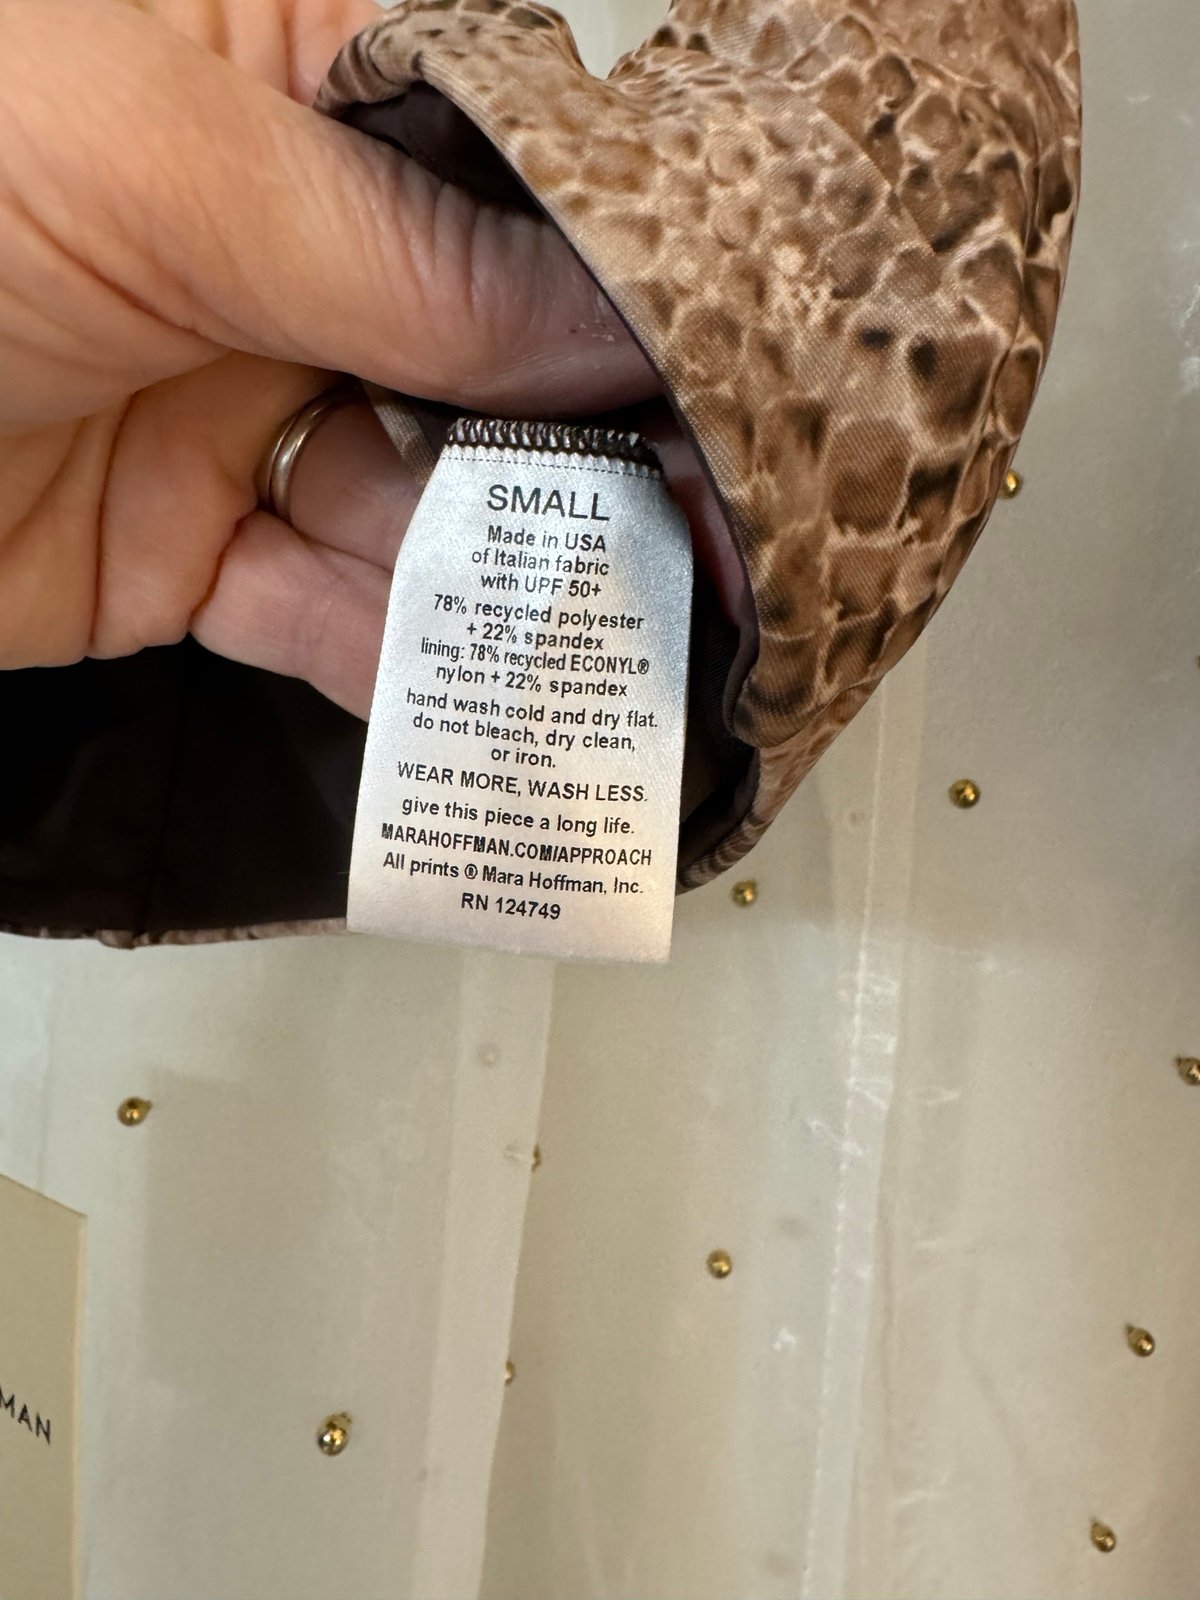 SMALL
Made in USA
of Italian fabric
with UPF 50+
78% recycled polyester
+ 22% spandex
lining: 78% recycled ECONYL®
nylon + 22% spandex
hand wash cold and dry flat.
do not bleach, dry clean,
or iron.
WEAR MORE, WASH LESS.
give this piece a long life.
MARAHOFFMAN.COM/APPROACH
All prints ® Mara Hoffman, Inc.
RN 124749
MAN